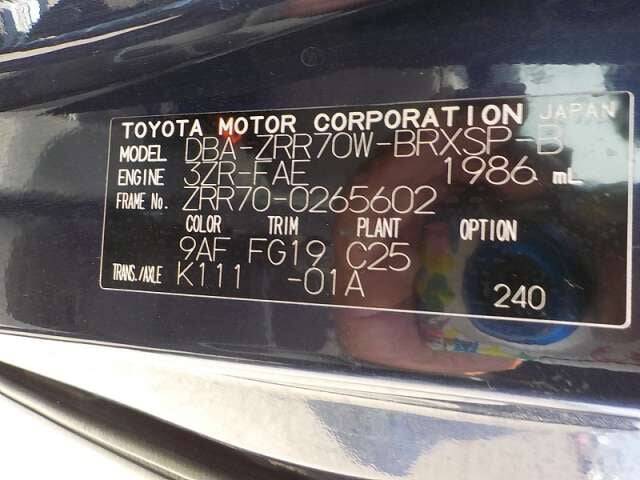 TOYOTA MOTOR CORPORATION JAPAN
MODEL DBA-ZRR70W-BRXSP-B
ENGINE 3ZR-FAE 1986 mL
FRAME No. ZRR70-0265602
COLOR TRIM PLANT OPTION
9AF FG19 C25
TRANS./AXLE K111 -01A
240